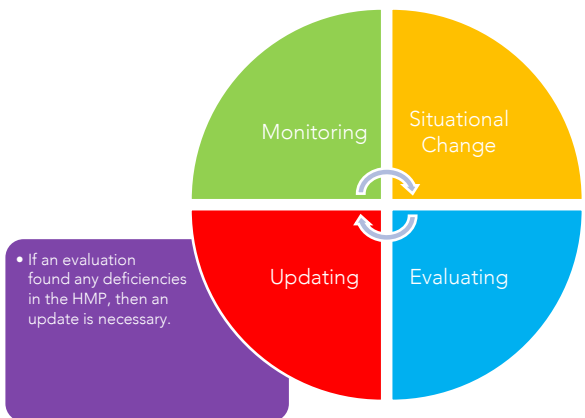 Monitoring
Situational
Change
• If an evaluation
found any deficiencies
in the HMP, then an
update is necessary.
Updating
Evaluating